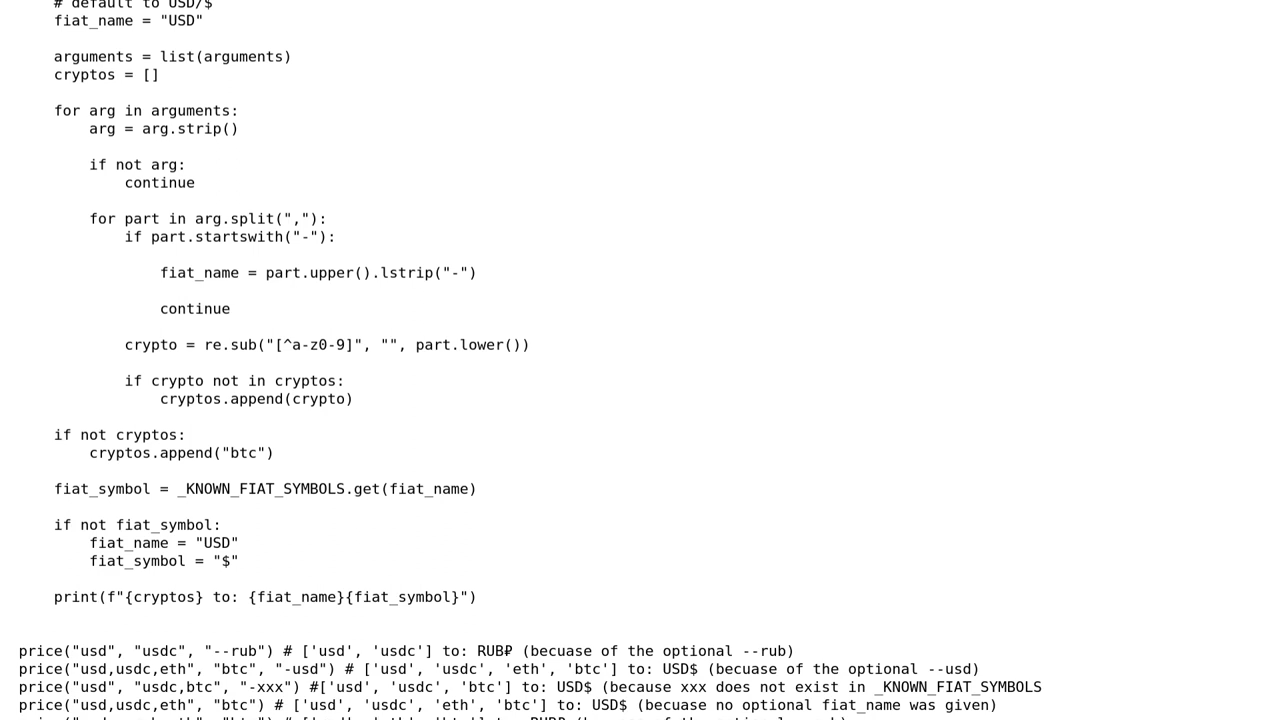 # default to USD/$
fiat_name = "USD"
arguments = list(arguments)
cryptos = []
for arg in arguments:
arg = arg.strip()
if not arg:
continue
for part in arg.split(","):
if part.startswith("-"):
fiat_name = part.upper().lstrip("-")
continue
crypto = re.sub("[^a-z0-9]", "", part.lower())
if crypto not in cryptos:
cryptos.append(crypto)
if not cryptos:
cryptos.append("btc")
fiat_symbol = _KNOWN_FIAT_SYMBOLS.get(fiat_name)
if not fiat_symbol:
fiat_name = "USD"
fiat_symbol = "$"
print(f"{cryptos} to: {fiat_name}{fiat_symbol}")
price("usd", "usdc", "--rub") # ['usd', 'usdc'] to: RUB₽ (becuase of the optional --rub)
price("usd,usdc,eth", "btc", "-usd") # ['usd', 'usdc', 'eth', 'btc'] to: USD$ (becuase of the optional --usd)
price("usd", "usdc,btc", "-xxx") #['usd', 'usdc', 'btc'] to: USD$ (because xxx does not exist in _KNOWN_FIAT_SYMBOLS
price("usd,usdc,eth", "btc") # ['usd', 'usdc', 'eth', 'btc'] to: USD$ (becuase no optional fiat_name was given)